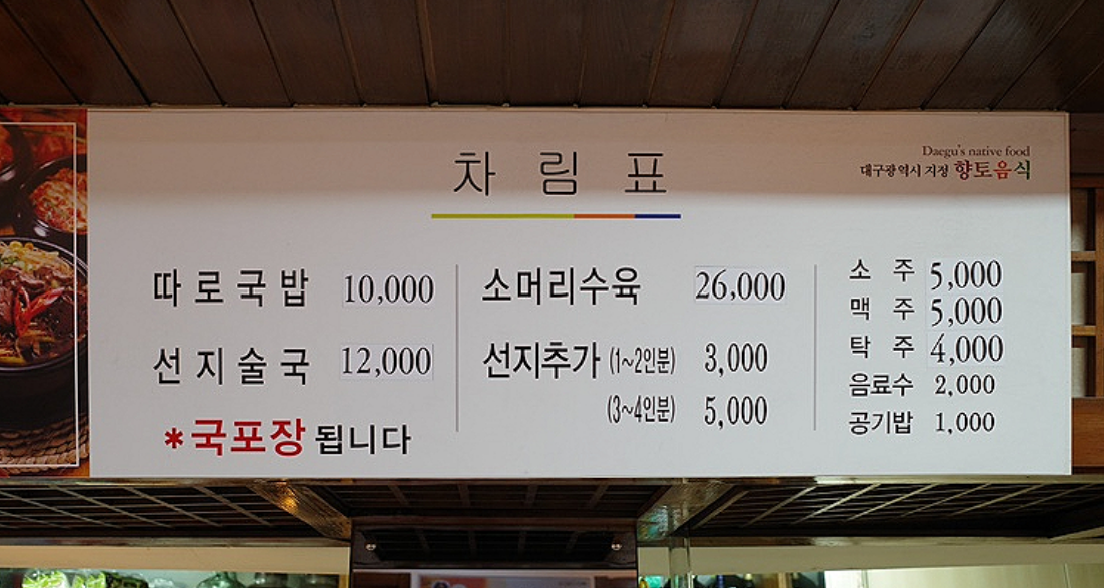 차림표
Daegu's native food
대구광역시 지정 향토음식
따로국밥 10,000
선지술국 12,000
*국포장 됩니다
소머리수육 26,000
선지추가 (1~2인분) 3,000
(3~4인분) 5,000
소주 5,000
맥주 5,000
탁주 4,000
음료수 2,000
공기밥 1,000